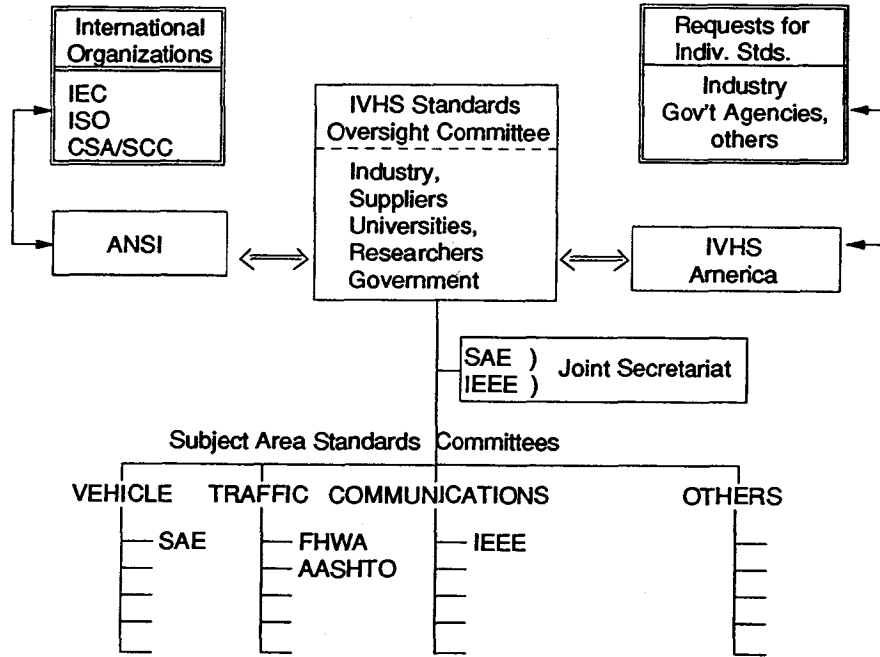 International
Organizations
IEC
ISO
CSA/SCC
Requests for
Indiv. Stds.
Industry
Gov't Agencies,
others
IVHS Standards
Oversight Committee
Industry,
Suppliers
Universities,
Researchers
Government
ANSI
IVHS
America
SAE )
IEEE )
Joint Secretariat
Subject Area Standards Committees
VEHICLE TRAFFIC COMMUNICATIONS OTHERS
SAE FHWA IEEE
AASHTO